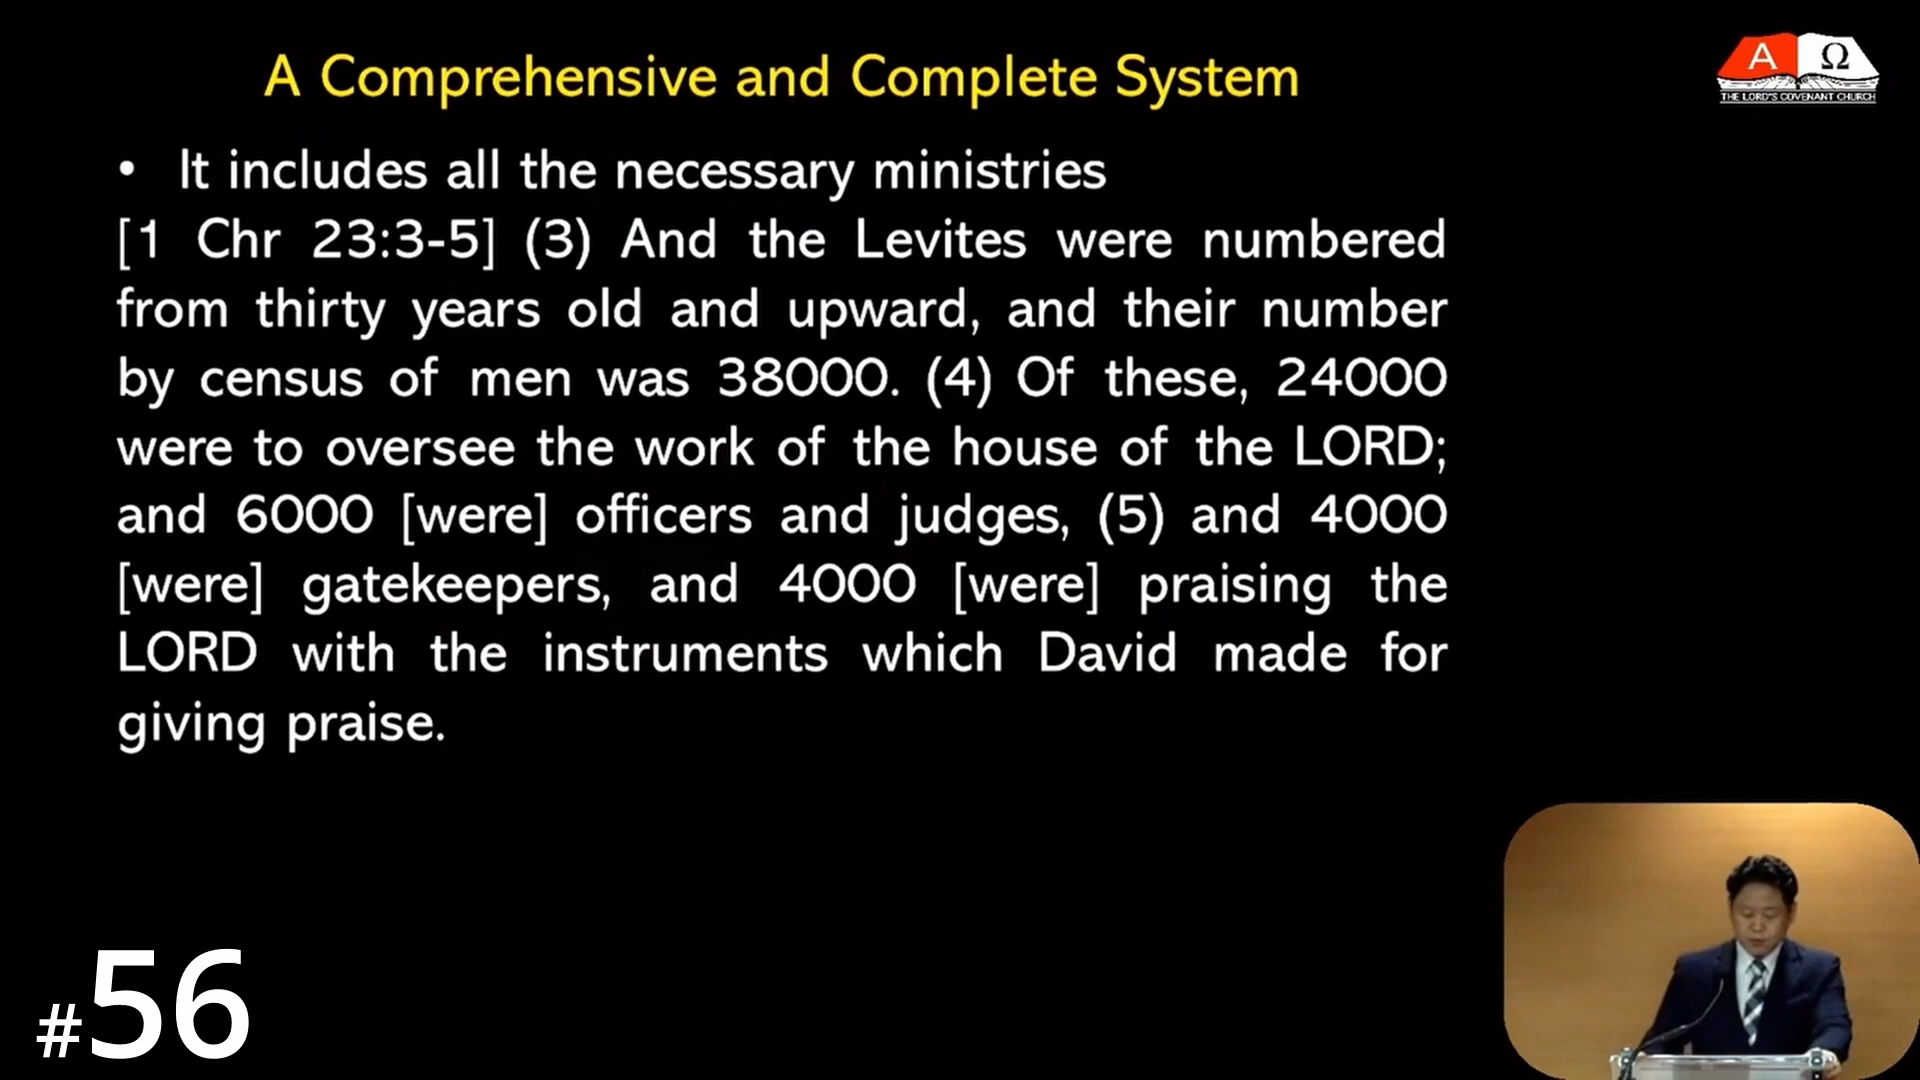 A Comprehensive and Complete System
A Ω
THE LORD'S COVENANT CHURCH
• It includes all the necessary ministries
[1 Chr 23:3-5] (3) And the Levites were numbered
from thirty years old and upward, and their number
by census of men was 38000. (4) Of these, 24000
were to oversee the work of the house of the LORD;
and 6000 [were] officers and judges, (5) and 4000
[were] gatekeepers, and 4000 [were] praising the
LORD with the instruments which David made for
giving praise.
#56